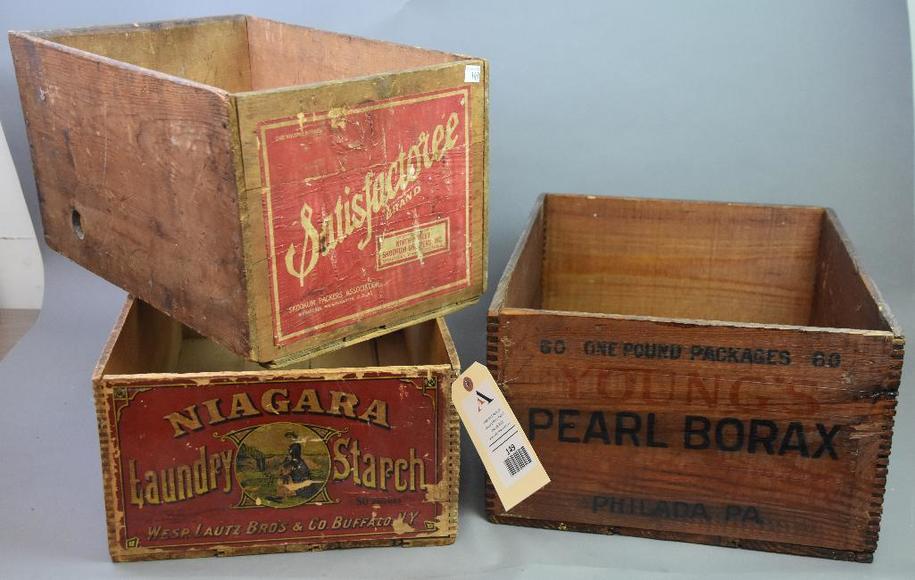 Satisfactoree
BRAND
SKOOKUM PACKERS ASSOCIATION
NIAGARA
Laundry Starch
WESP, LAUTZ BROS & CO. BUFFALO, N.Y.
149
60 ONE POUND PACKAGES 60
YOUNG'S
PEARL BORAX
PHILADA. PA.